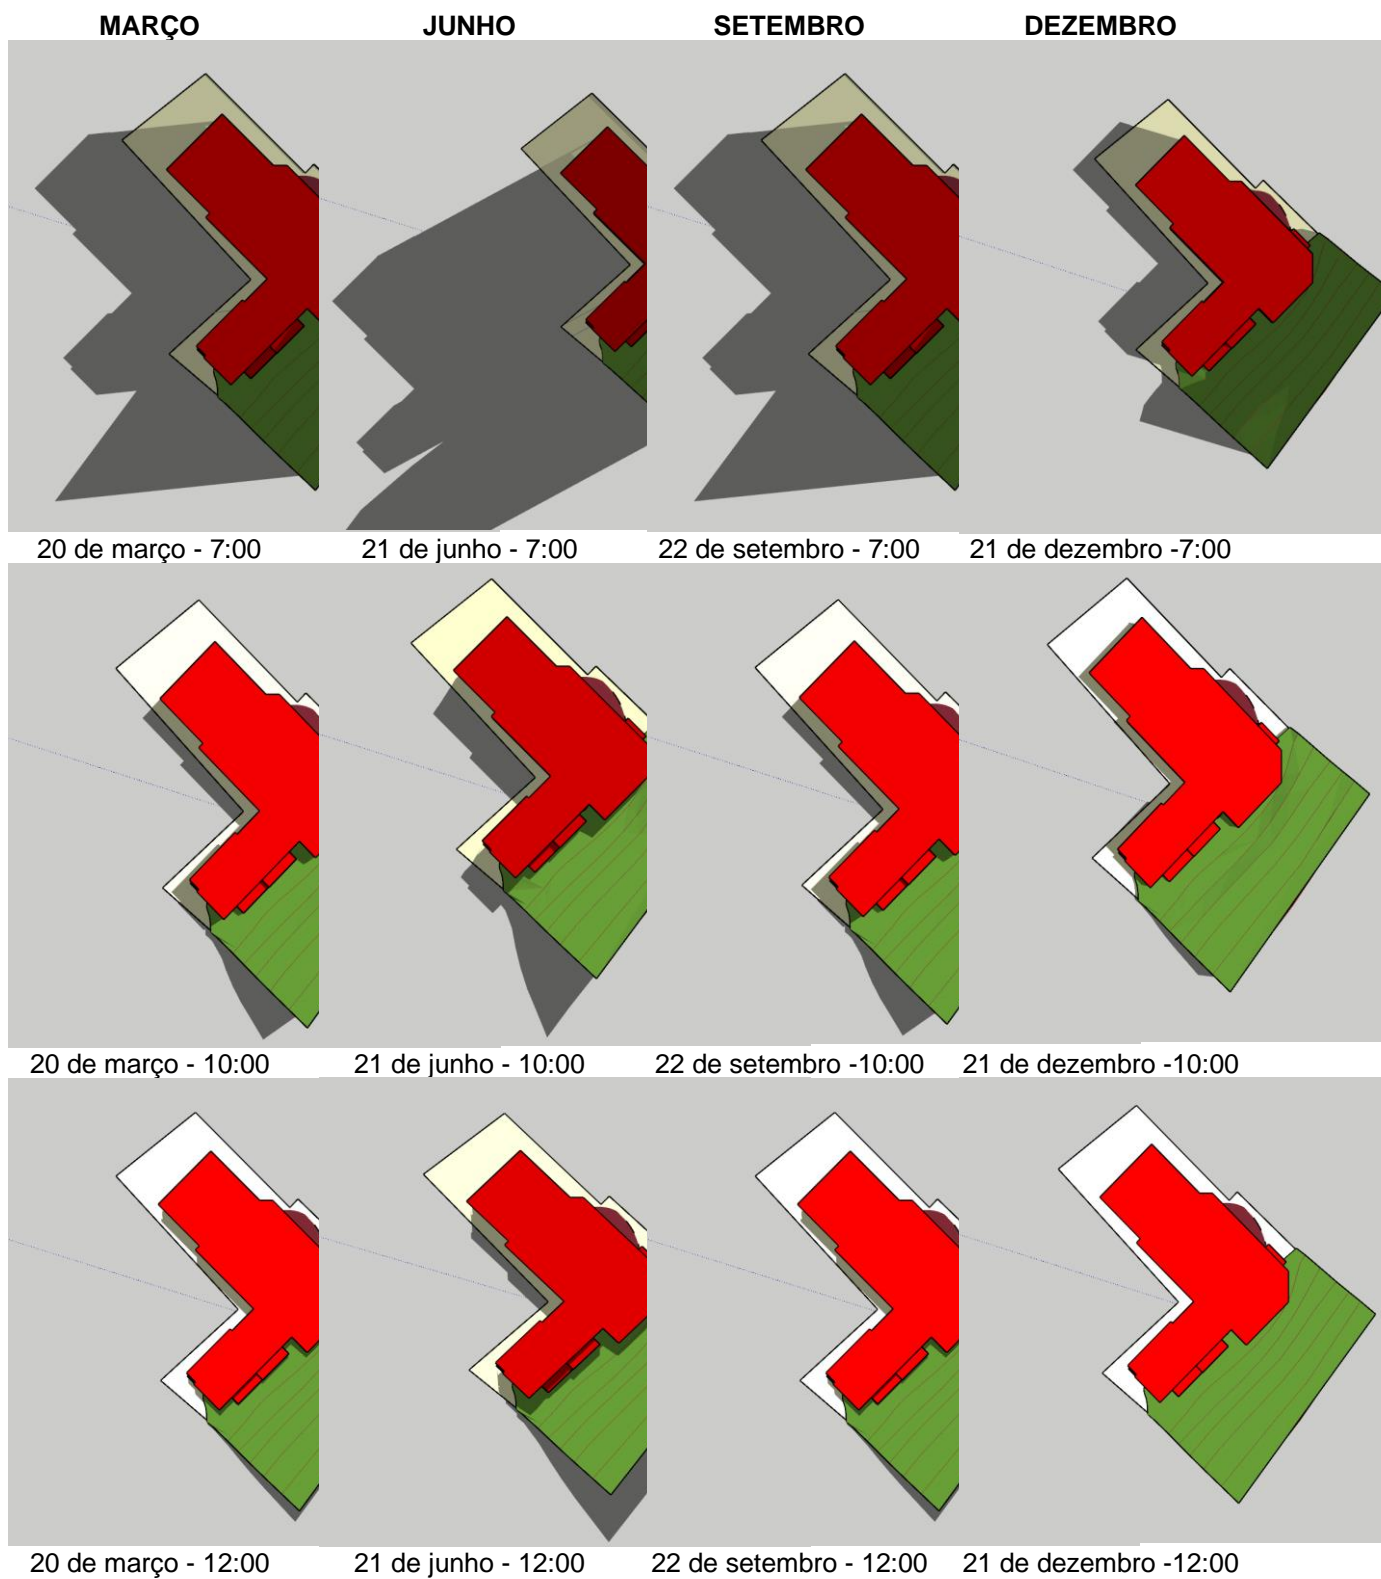 MARÇO JUNHO SETEMBRO DEZEMBRO
20 de março - 7:00 21 de junho - 7:00 22 de setembro - 7:00 21 de dezembro -7:00
20 de março - 10:00 21 de junho - 10:00 22 de setembro -10:00 21 de dezembro -10:00
20 de março - 12:00 21 de junho - 12:00 22 de setembro - 12:00 21 de dezembro -12:00